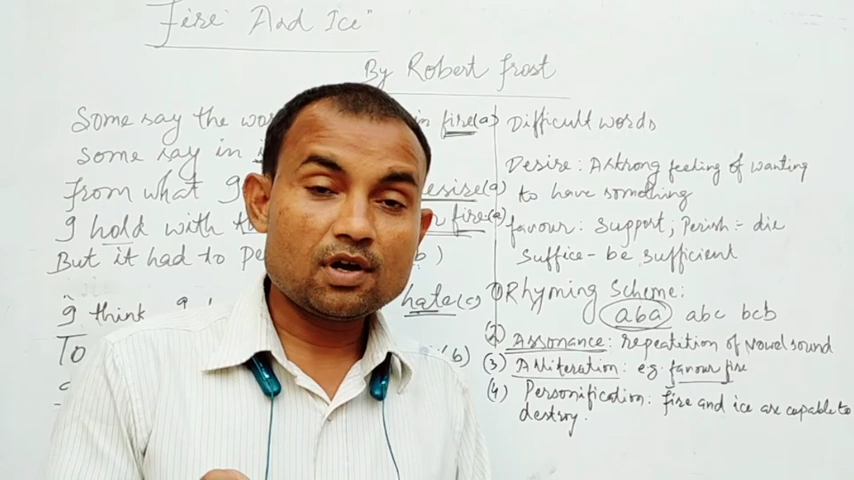 "Fire And Ice"
By Robert Frost
Some say the in fire(a)
Some say in
From what I desire(a)
I hold with fire(a)
But it had to b)
I think hate(c)
To (b)
Difficult words
Desire: A strong feeling of wanting
to have something
favour: Support; Perish:- die
Suffice- be sufficient
(1) Rhyming Scheme:
aba abc bcb
(2) Assonance: repeatetion of vowel sound
(3) Alliteration: eg. favour fire
(4) Personification: Fire and ice are capable to
destroy.